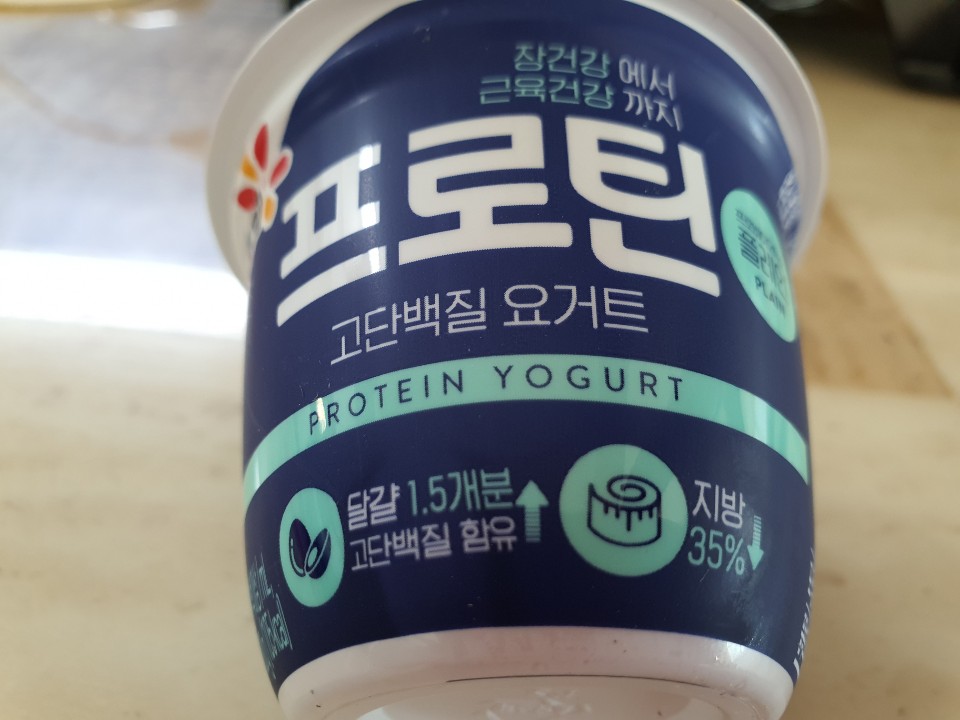 장건강에서
근육건강까지
프로틴
고단백질 요거트
PROTEIN YOGURT
달걀 1.5개분
고단백질 함유
지방
35%